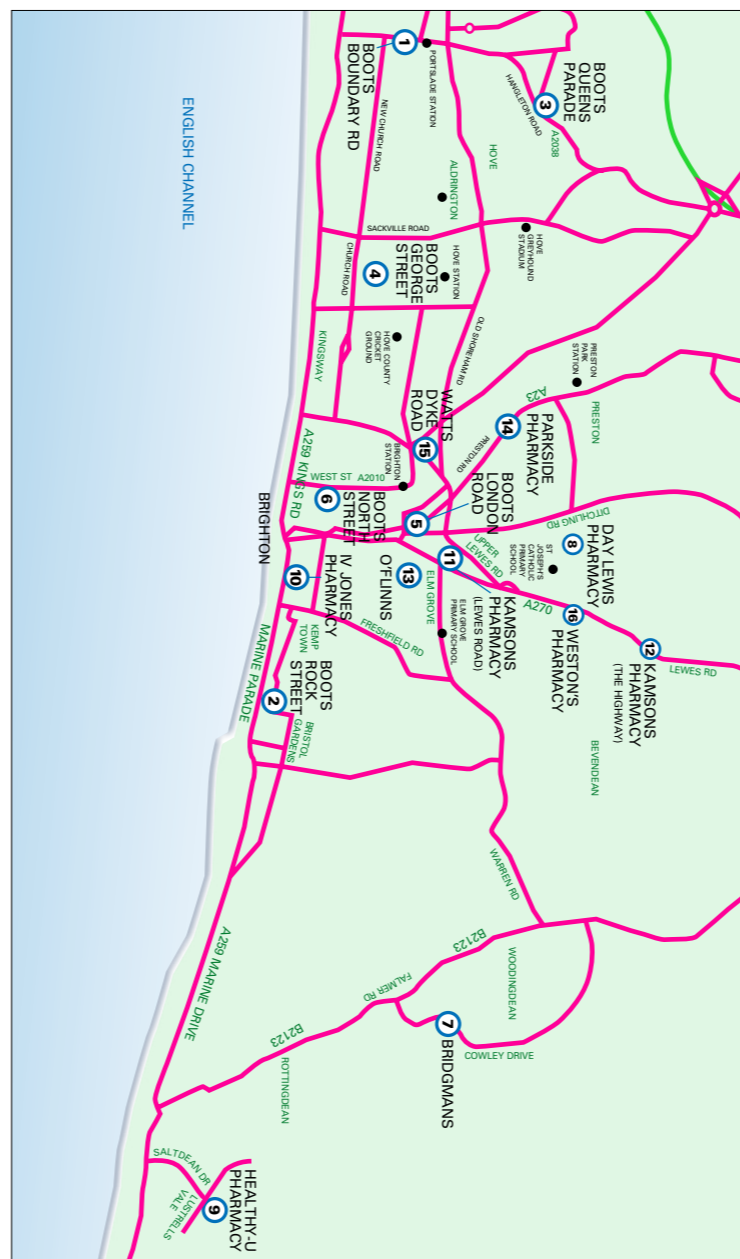 BOOTS
BOUNDARY RD
1
PORTSLADE STATION
BOOTS
QUEENS
PARADE
3
HANGLETON ROAD
A2038
NEW CHURCH ROAD
HOVE
ALDRINGTON
ENGLISH CHANNEL
SACKVILLE ROAD
HOVE
GREYHOUND
STADIUM
CHURCH ROAD
4
BOOTS
GEORGE
STREET
HOVE STATION
OLD SHOREHAM RD
KINGSWAY
HOVE COUNTY
CRICKET
GROUND
PRESTON
PARK
STATION
A23
PRESTON
14
PARKSIDE
PHARMACY
PRESTON RD
WATTS
DYKE
ROAD
15
A259 KINGS RD
WEST ST A2010
BRIGHTON
STATION
6
BOOTS
NORTH
STREET
5
BOOTS
LONDON
ROAD
DITCHLING RD
8
DAY LEWIS
PHARMACY
ST
JOSEPH'S
CATHOLIC
PRIMARY
SCHOOL
UPPER
LEWES RD
BRIGHTON
10
IV JONES
PHARMACY
13
O'FLINNS
ELM GROVE
11
KAMSONS
PHARMACY
(LEWES ROAD)
A270
16
WESTON'S
PHARMACY
12
KAMSONS
PHARMACY
(THE HIGHWAY)
LEWES RD
ELM GROVE
PRIMARY SCHOOL
FRESHFIELD RD
KEMP
TOWN
MARINE PARADE
2
BOOTS
ROCK
STREET
BRISTOL
GARDENS
BEVENDEAN
WARREN RD
A259 MARINE DRIVE
B2123
WOODINGDEAN
FALMER RD
7
BRIDGMANS
COWLEY DRIVE
B2123
ROTTINGDEAN
SALTDEAN DR
LUSTRELLS
VALE
9
HEALTHY-U
PHARMACY